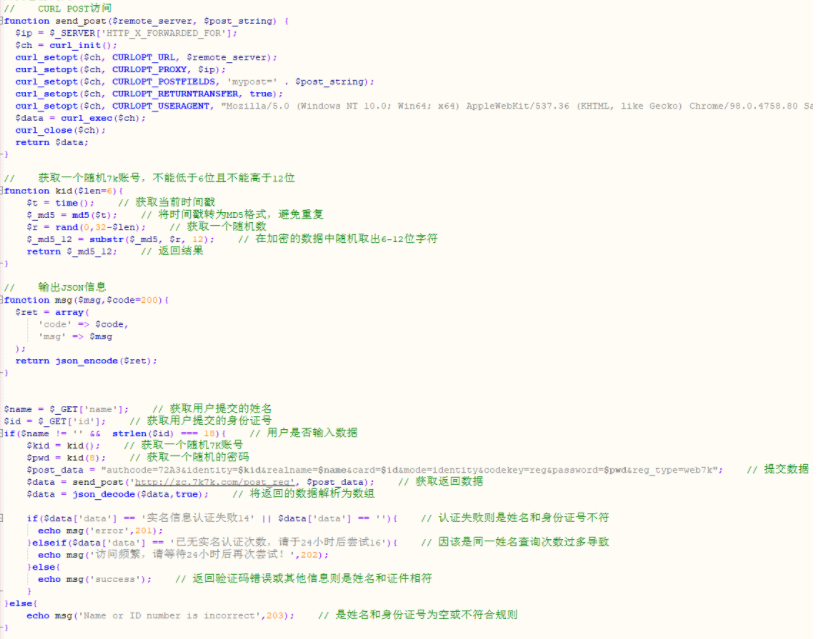 //    CURL POST访问
function send_post($remote_server, $post_string) {
  $ip = $_SERVER['HTTP_X_FORWARDED_FOR'];
  $ch = curl_init();
  curl_setopt($ch, CURLOPT_URL, $remote_server);
  curl_setopt($ch, CURLOPT_PROXY, $ip);
  curl_setopt($ch, CURLOPT_POSTFIELDS, 'mypost=' . $post_string);
  curl_setopt($ch, CURLOPT_RETURNTRANSFER, true);
  curl_setopt($ch, CURLOPT_USERAGENT, "Mozilla/5.0 (Windows NT 10.0; Win64; x64) AppleWebKit/537.36 (KHTML, like Gecko) Chrome/98.0.4758.80 Sa
  $data = curl_exec($ch);
  curl_close($ch);
  return $data;
}
//    获取一个随机7k账号，不能低于6位且不能高于12位
function kid($len=6){
    $t = time();    // 获取当前时间戳
    $_md5 = md5($t);    // 将时间戳转为MD5格式，避免重复
    $r = rand(0,32-$len);    // 获取一个随机数
    $_md5_12 = substr($_md5, $r, 12);    // 在加密的数据中随机取出6-12位字符
    return $_md5_12;    // 返回结果
}
//    输出JSON信息
function msg($msg,$code=200){
  $ret = array(
      'code' => $code,
      'msg' => $msg
  );
  return json_encode($ret);
}
$name = $_GET['name'];    // 获取用户提交的姓名
$id = $_GET['id'];    // 获取用户提交的身份证号
if($name != '' &&  strlen($id) === 18){    // 用户是否输入数据
    $kid = kid();    // 获取一个随机7K账号
    $pwd = kid(8);    // 获取一个随机的密码
    $post_data = "authcode=72A3&identity=$kid&realname=$name&card=$id&mode=identity&codekey=reg&password=$pwd&reg_type=web7k";    // 提交数据
    $data = send_post('http://zc.7k7k.com/post_reg', $post_data);    // 获取返回数据
    $data = json_decode($data,true);    // 将返回的数据解析为数组
    if($data['data'] == '实名信息认证失败14' || $data['data'] == ''){    // 认证失败则是姓名和身份证号不符
      echo msg('error',201);
    }elseif($data['data'] == '已无实名认证次数，请于24小时后尝试16'){    // 因该是同一姓名查询次数过多导致
      echo msg('访问频繁，请等待24小时后再次尝试！',202);
    }else{
      echo msg('success');    // 返回验证码错误或其他信息则是姓名和证件相符
    }
}else{
    echo msg('Name or ID number is incorrect',203);    // 是姓名和身份证号为空或不符合规则
}